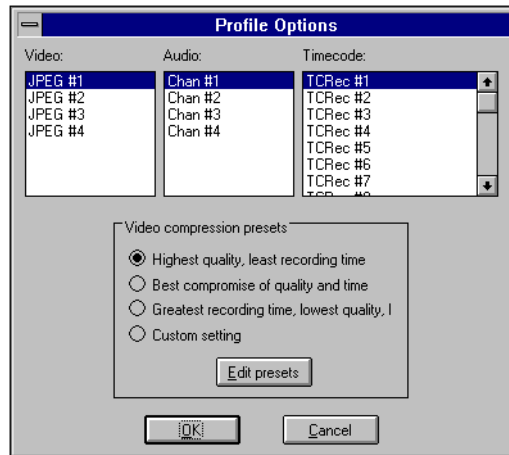 Profile Options
Video:
JPEG #1
JPEG #2
JPEG #3
JPEG #4
Audio:
Chan #1
Chan #2
Chan #3
Chan #4
Timecode:
TCRec #1
TCRec #2
TCRec #3
TCRec #4
TCRec #5
TCRec #6
TCRec #7
Video compression presets
Highest quality, least recording time
Best compromise of quality and time
Greatest recording time, lowest quality, l
Custom setting
Edit presets
OK
Cancel